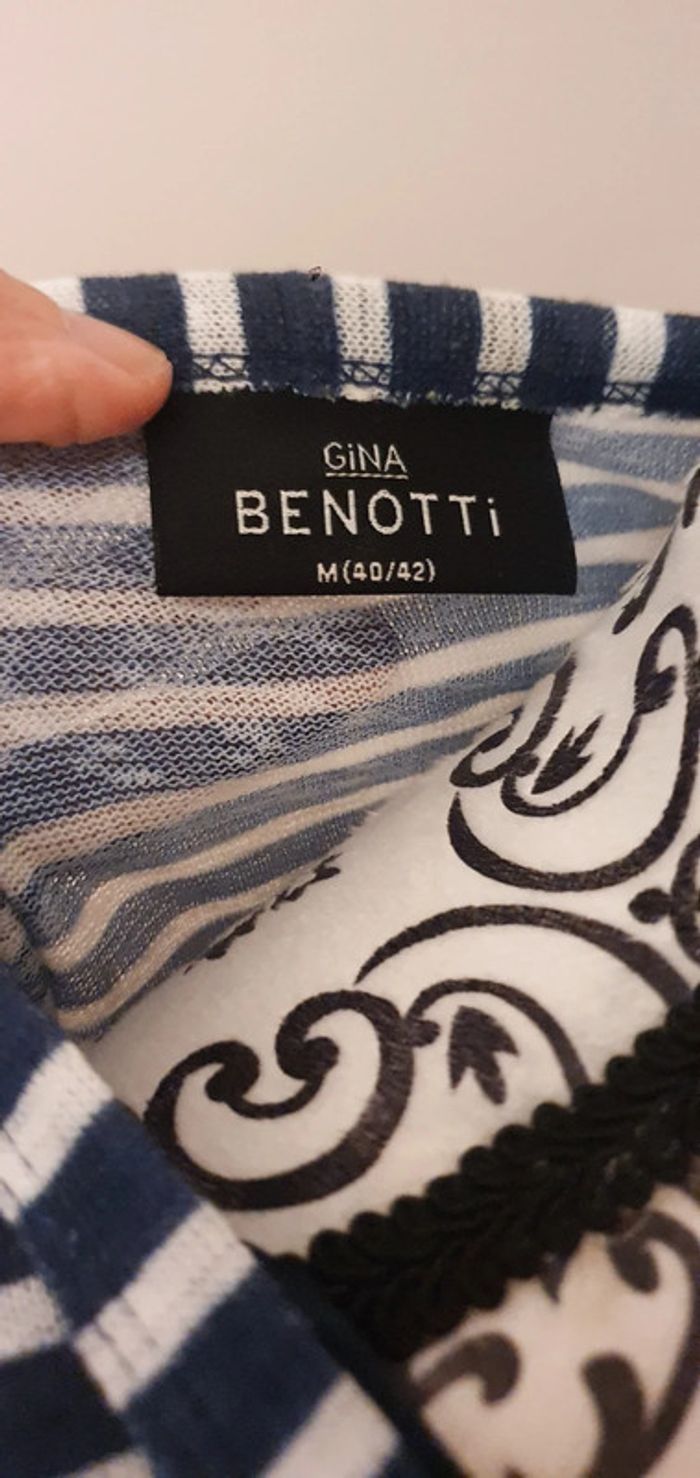 GiNA
BENOTTi
M (40/42)